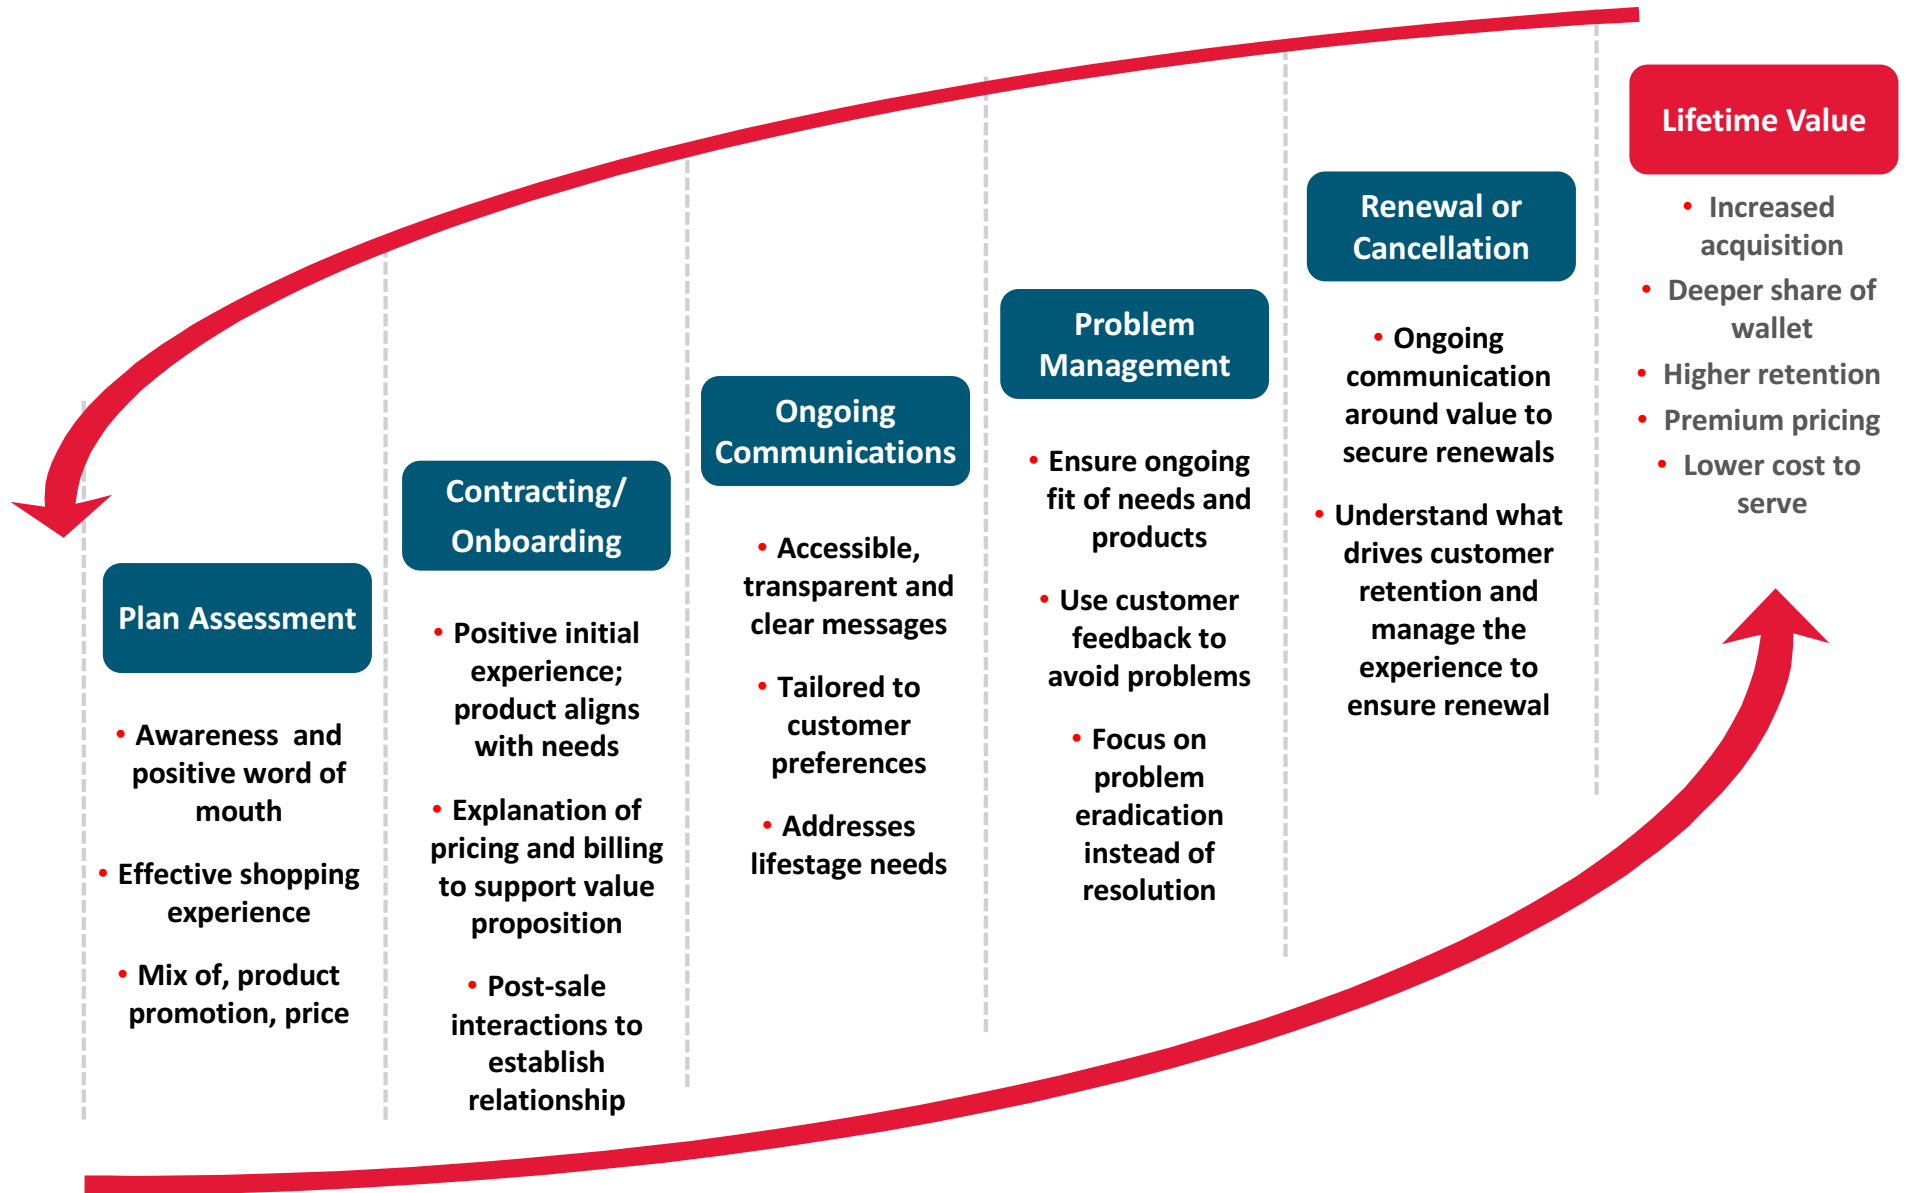 Plan Assessment
• Awareness  and
positive word of
mouth
• Effective shopping
experience
• Mix of, product
promotion, price
Contracting/
Onboarding
• Positive initial
experience;
product aligns
with needs
• Explanation of
pricing and billing
to support value
proposition
• Post-sale
interactions to
establish
relationship
Ongoing
Communications
• Accessible,
transparent and
clear messages
• Tailored to
customer
preferences
• Addresses
lifestage needs
Problem
Management
• Ensure ongoing
fit of needs and
products
• Use customer
feedback to
avoid problems
• Focus on
problem
eradication
instead of
resolution
Renewal or
Cancellation
• Ongoing
communication
around value to
secure renewals
• Understand what
drives customer
retention and
manage the
experience to
ensure renewal
Lifetime Value
• Increased
acquisition
• Deeper share of
wallet
• Higher retention
• Premium pricing
• Lower cost to
serve